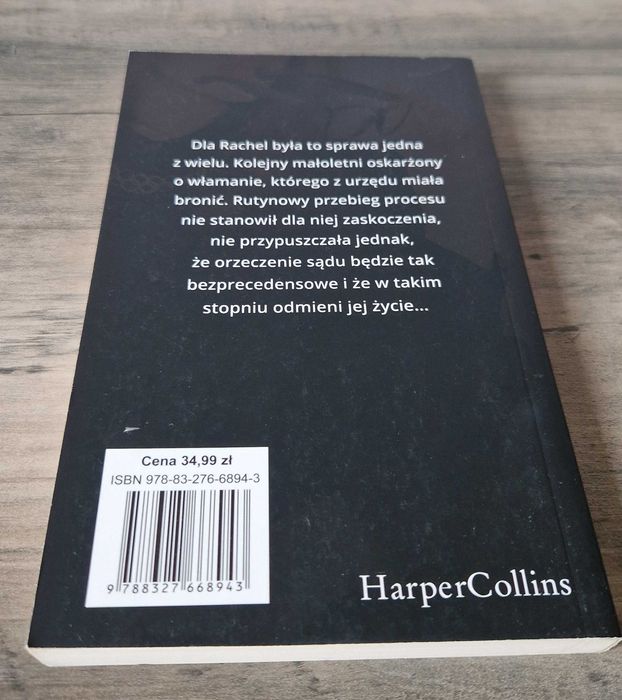 Dla Rachel była to sprawa jedna
z wielu. Kolejny małoletni oskarżony
o włamanie, którego z urzędu miała
bronić. Rutynowy przebieg procesu
nie stanowił dla niej zaskoczenia,
nie przypuszczała jednak,
że orzeczenie sądu będzie tak
bezprecedensowe i że w takim
stopniu odmieni jej życie...
Cena 34,99 zł
ISBN 978-83-276-6894-3
9 788327 668943
HarperCollins